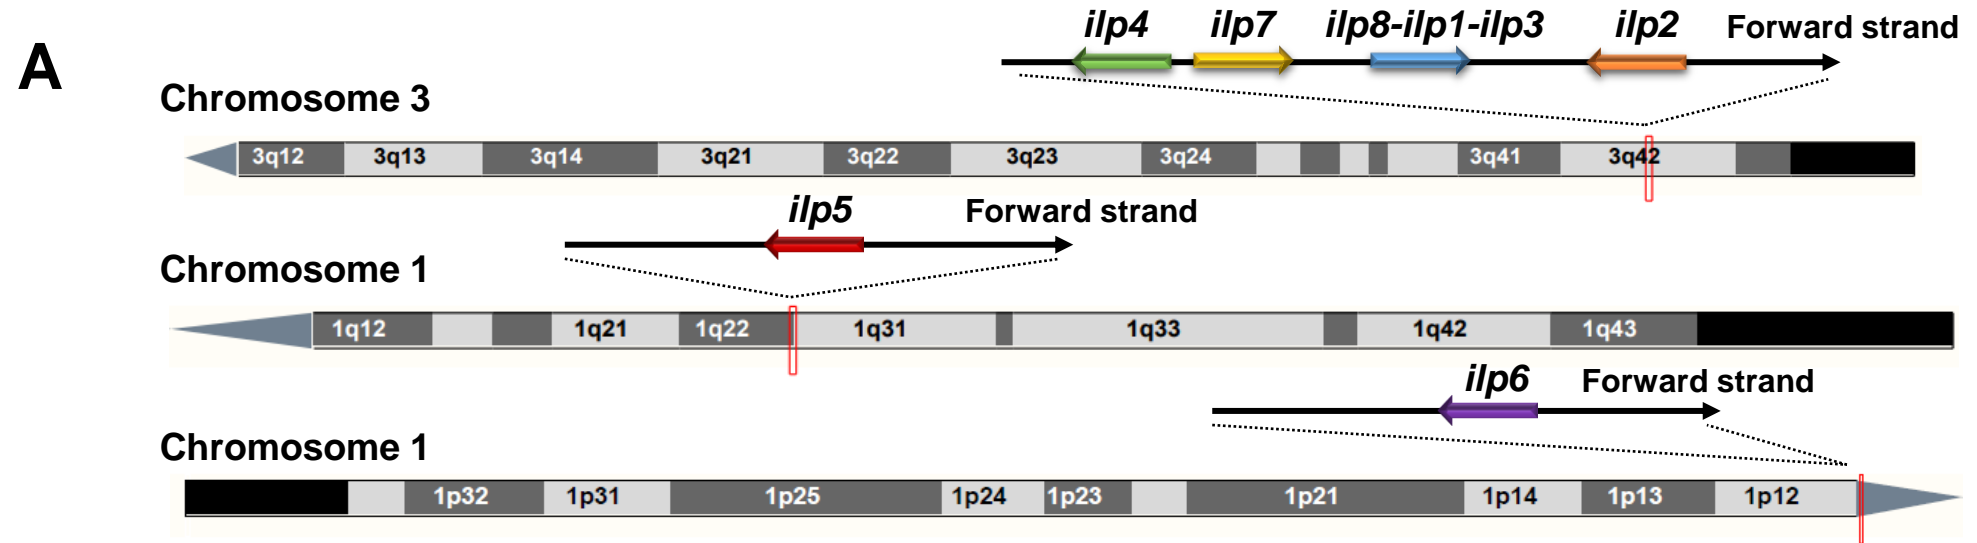 A
ilp4 ilp7 ilp8-ilp1-ilp3 ilp2 Forward strand
Chromosome 3
3q12 3q13 3q14 3q21 3q22 3q23 3q24 3q41 3q42
ilp5 Forward strand
Chromosome 1
1q12 1q21 1q22 1q31 1q33 1q42 1q43
ilp6 Forward strand
Chromosome 1
1p32 1p31 1p25 1p24 1p23 1p21 1p14 1p13 1p12